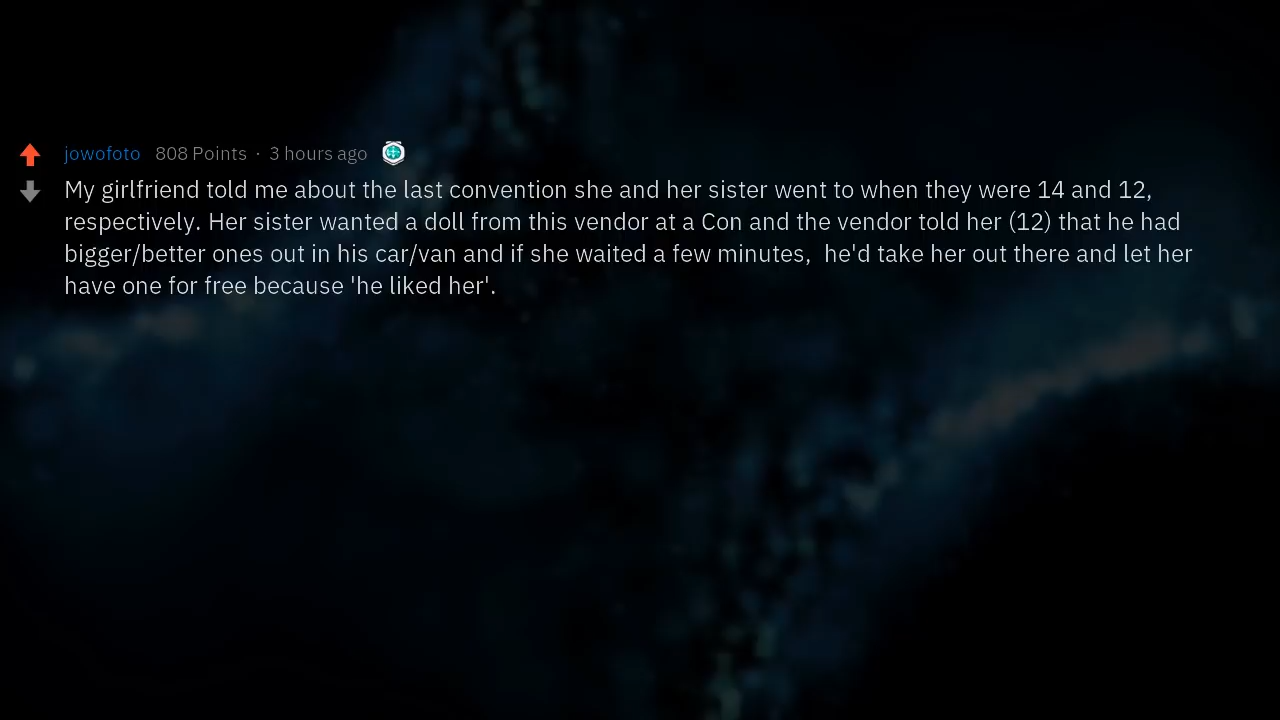 jowofoto 808 Points · 3 hours ago
My girlfriend told me about the last convention she and her sister went to when they were 14 and 12,
respectively. Her sister wanted a doll from this vendor at a Con and the vendor told her (12) that he had
bigger/better ones out in his car/van and if she waited a few minutes,  he'd take her out there and let her
have one for free because 'he liked her'.